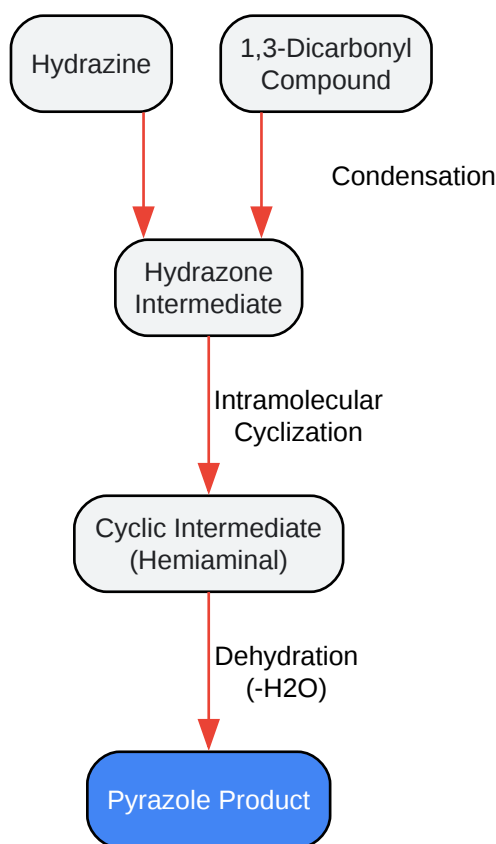 Hydrazine
1,3-Dicarbonyl
Compound
Condensation
Hydrazone
Intermediate
Intramolecular
Cyclization
Cyclic Intermediate
(Hemiaminal)
Dehydration
(-H2O)
Pyrazole Product